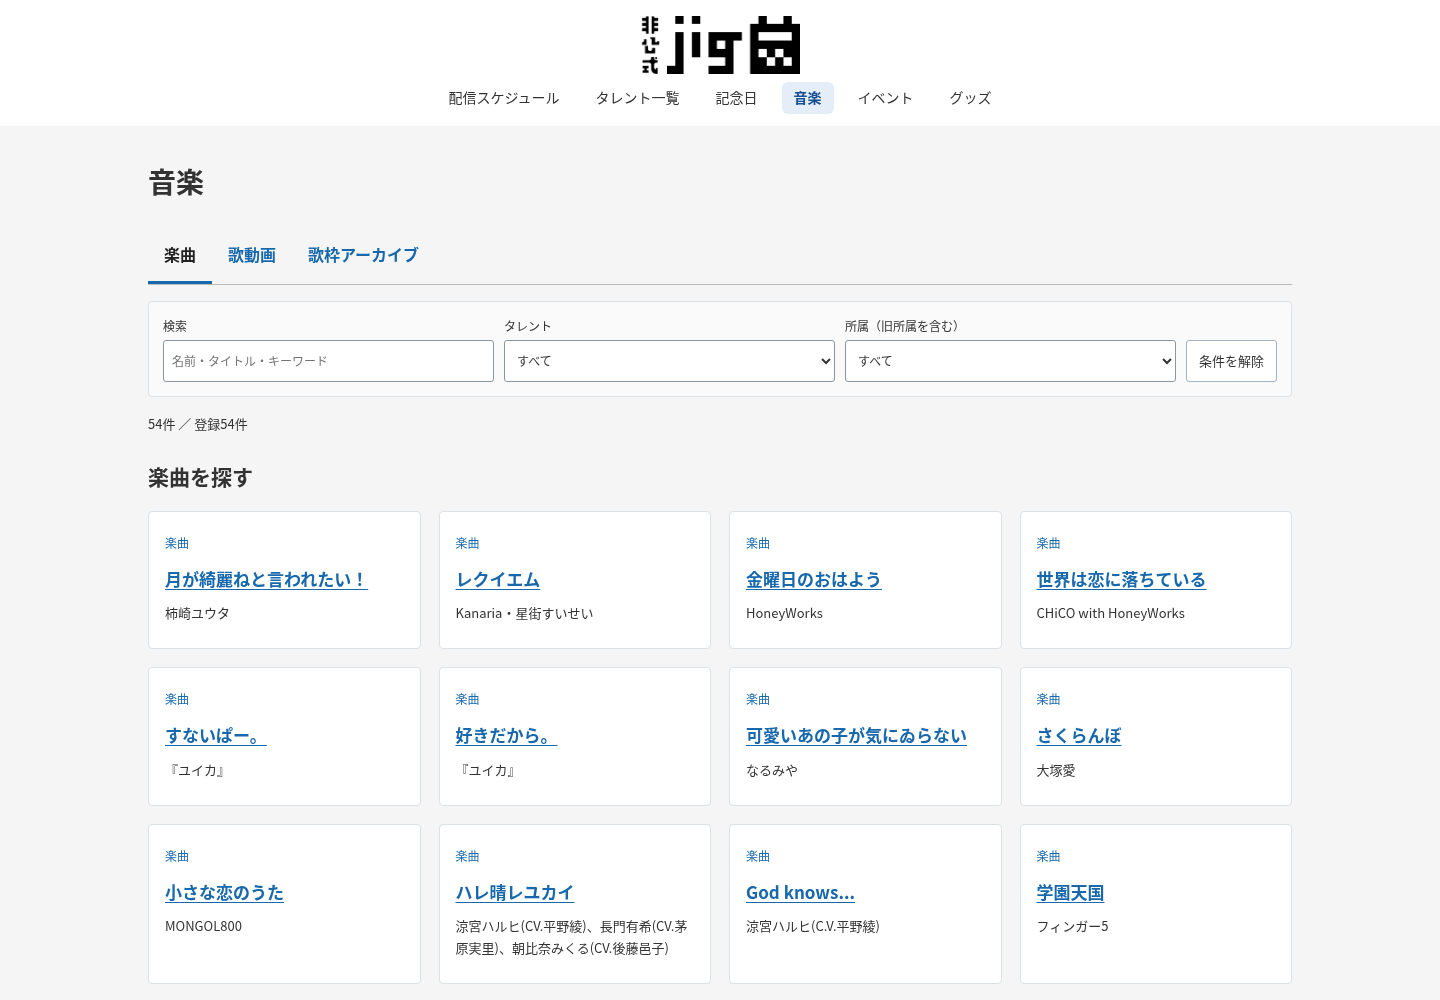 非公式 jig曲
配信スケジュール タレント一覧 記念日 音楽 イベント グッズ
音楽
楽曲 歌動画 歌枠アーカイブ
検索 タレント 所属（旧所属を含む）
名前・タイトル・キーワード すべて すべて 条件を解除
54件 ／ 登録54件
楽曲を探す
楽曲 楽曲 楽曲 楽曲
月が綺麗ねと言われたい！ レクイエム 金曜日のおはよう 世界は恋に落ちている
柿崎ユウタ Kanaria・星街すいせい HoneyWorks CHiCO with HoneyWorks
楽曲 楽曲 楽曲 楽曲
すないぱー。 好きだから。 可愛いあの子が気にゐらない さくらんぼ
『ユイカ』 『ユイカ』 なるみや 大塚愛
楽曲 楽曲 楽曲 楽曲
小さな恋のうた ハレ晴レユカイ God knows... 学園天国
MONGOL800 涼宮ハルヒ(CV.平野綾)、長門有希(CV.茅 涼宮ハルヒ(C.V.平野綾) フィンガー5
原実里)、朝比奈みくる(CV.後藤邑子)